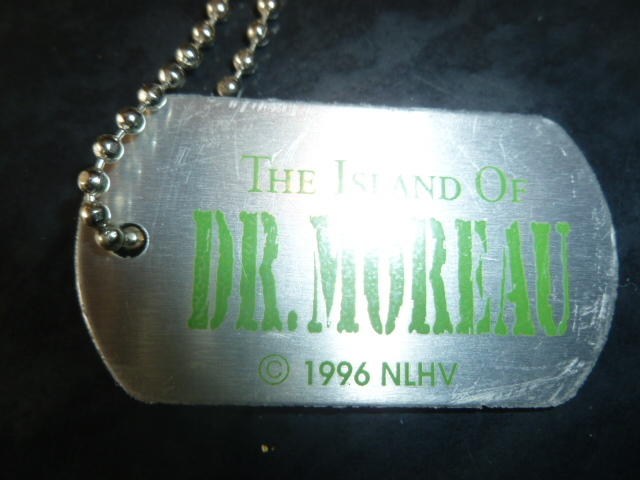 The Island Of
DR. MOREAU
© 1996 NLHV